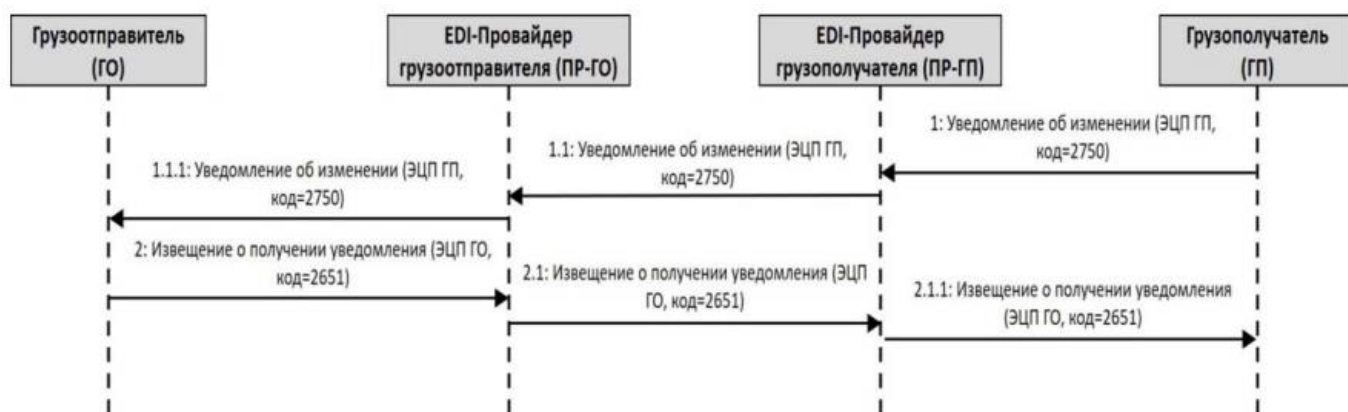 Грузоотправитель
(ГО)
EDI-Провайдер
грузоотправителя (ПР-ГО)
EDI-Провайдер
грузополучателя (ПР-ГП)
Грузополучатель
(ГП)
1: Уведомление об изменении (ЭЦП ГП,
код=2750)
1.1: Уведомление об изменении (ЭЦП ГП,
код=2750)
1.1.1: Уведомление об изменении (ЭЦП ГП,
код=2750)
2: Извещение о получении уведомления (ЭЦП ГО,
код=2651)
2.1: Извещение о получении уведомления (ЭЦП
ГО, код=2651)
2.1.1: Извещение о получении уведомления
(ЭЦП ГО, код=2651)